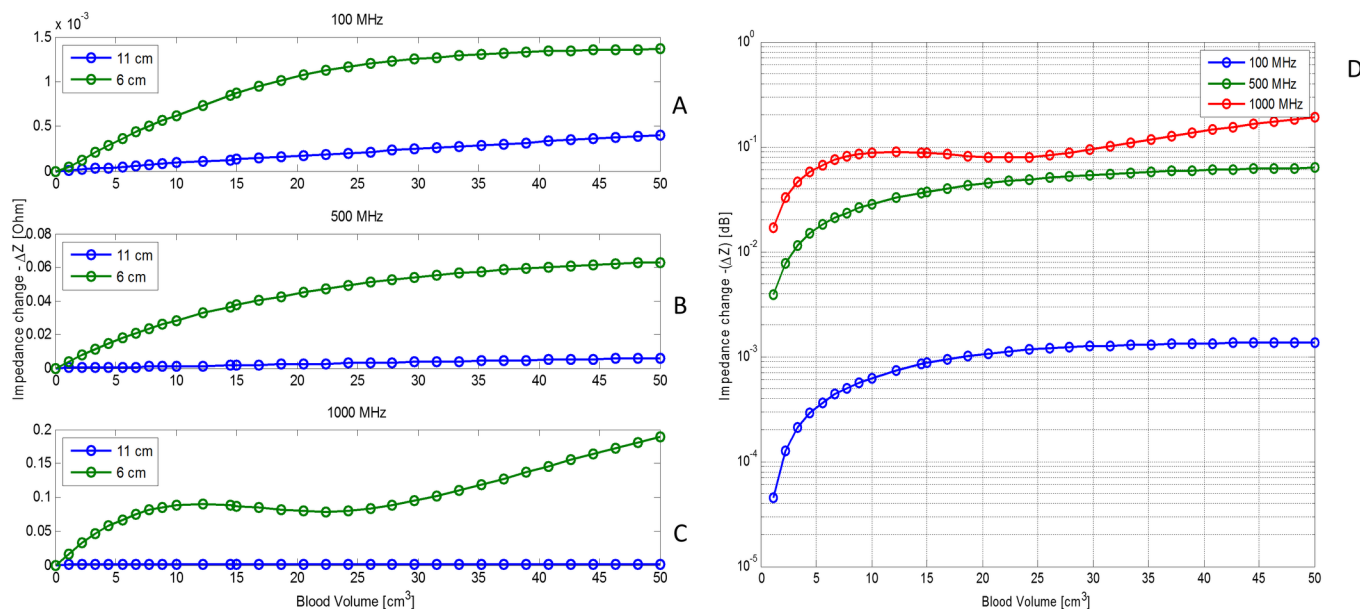 x 10⁻³
100 MHz
1.5
1
0.5
0
11 cm
6 cm
A
0 5 10 15 20 25 30 35 40 45 50
500 MHz
0.08
0.06
0.04
0.02
0
11 cm
6 cm
B
0 5 10 15 20 25 30 35 40 45 50
Impedance change - ΔZ [Ohm]
1000 MHz
0.2
0.15
0.1
0.05
0
11 cm
6 cm
C
0 5 10 15 20 25 30 35 40 45 50
Blood Volume [cm³]
D
100 MHz
500 MHz
1000 MHz
10⁰
10⁻¹
10⁻²
10⁻³
10⁻⁴
10⁻⁵
Impedance change -(ΔZ) [dB]
0 5 10 15 20 25 30 35 40 45 50
Blood Volume [cm³]